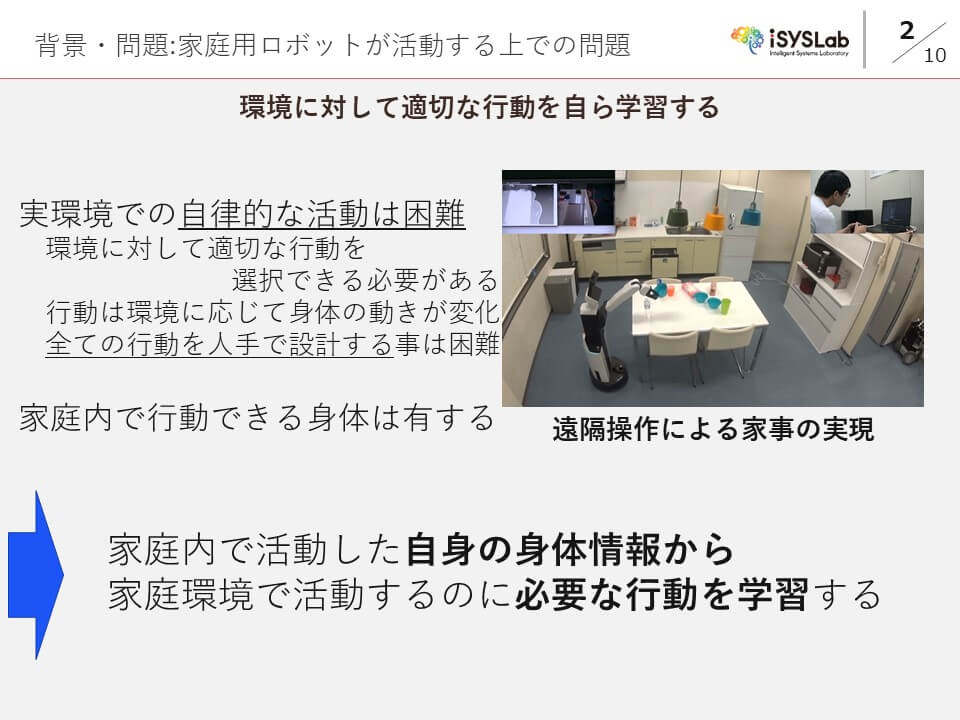 背景・問題:家庭用ロボットが活動する上での問題
iSYSLab
Intelligent Systems Laboratory
2
10
環境に対して適切な行動を自ら学習する
実環境での自律的な活動は困難
環境に対して適切な行動を
選択できる必要がある
行動は環境に応じて身体の動きが変化
全ての行動を人手で設計する事は困難
家庭内で行動できる身体は有する
遠隔操作による家事の実現
家庭内で活動した自身の身体情報から
家庭環境で活動するのに必要な行動を学習する